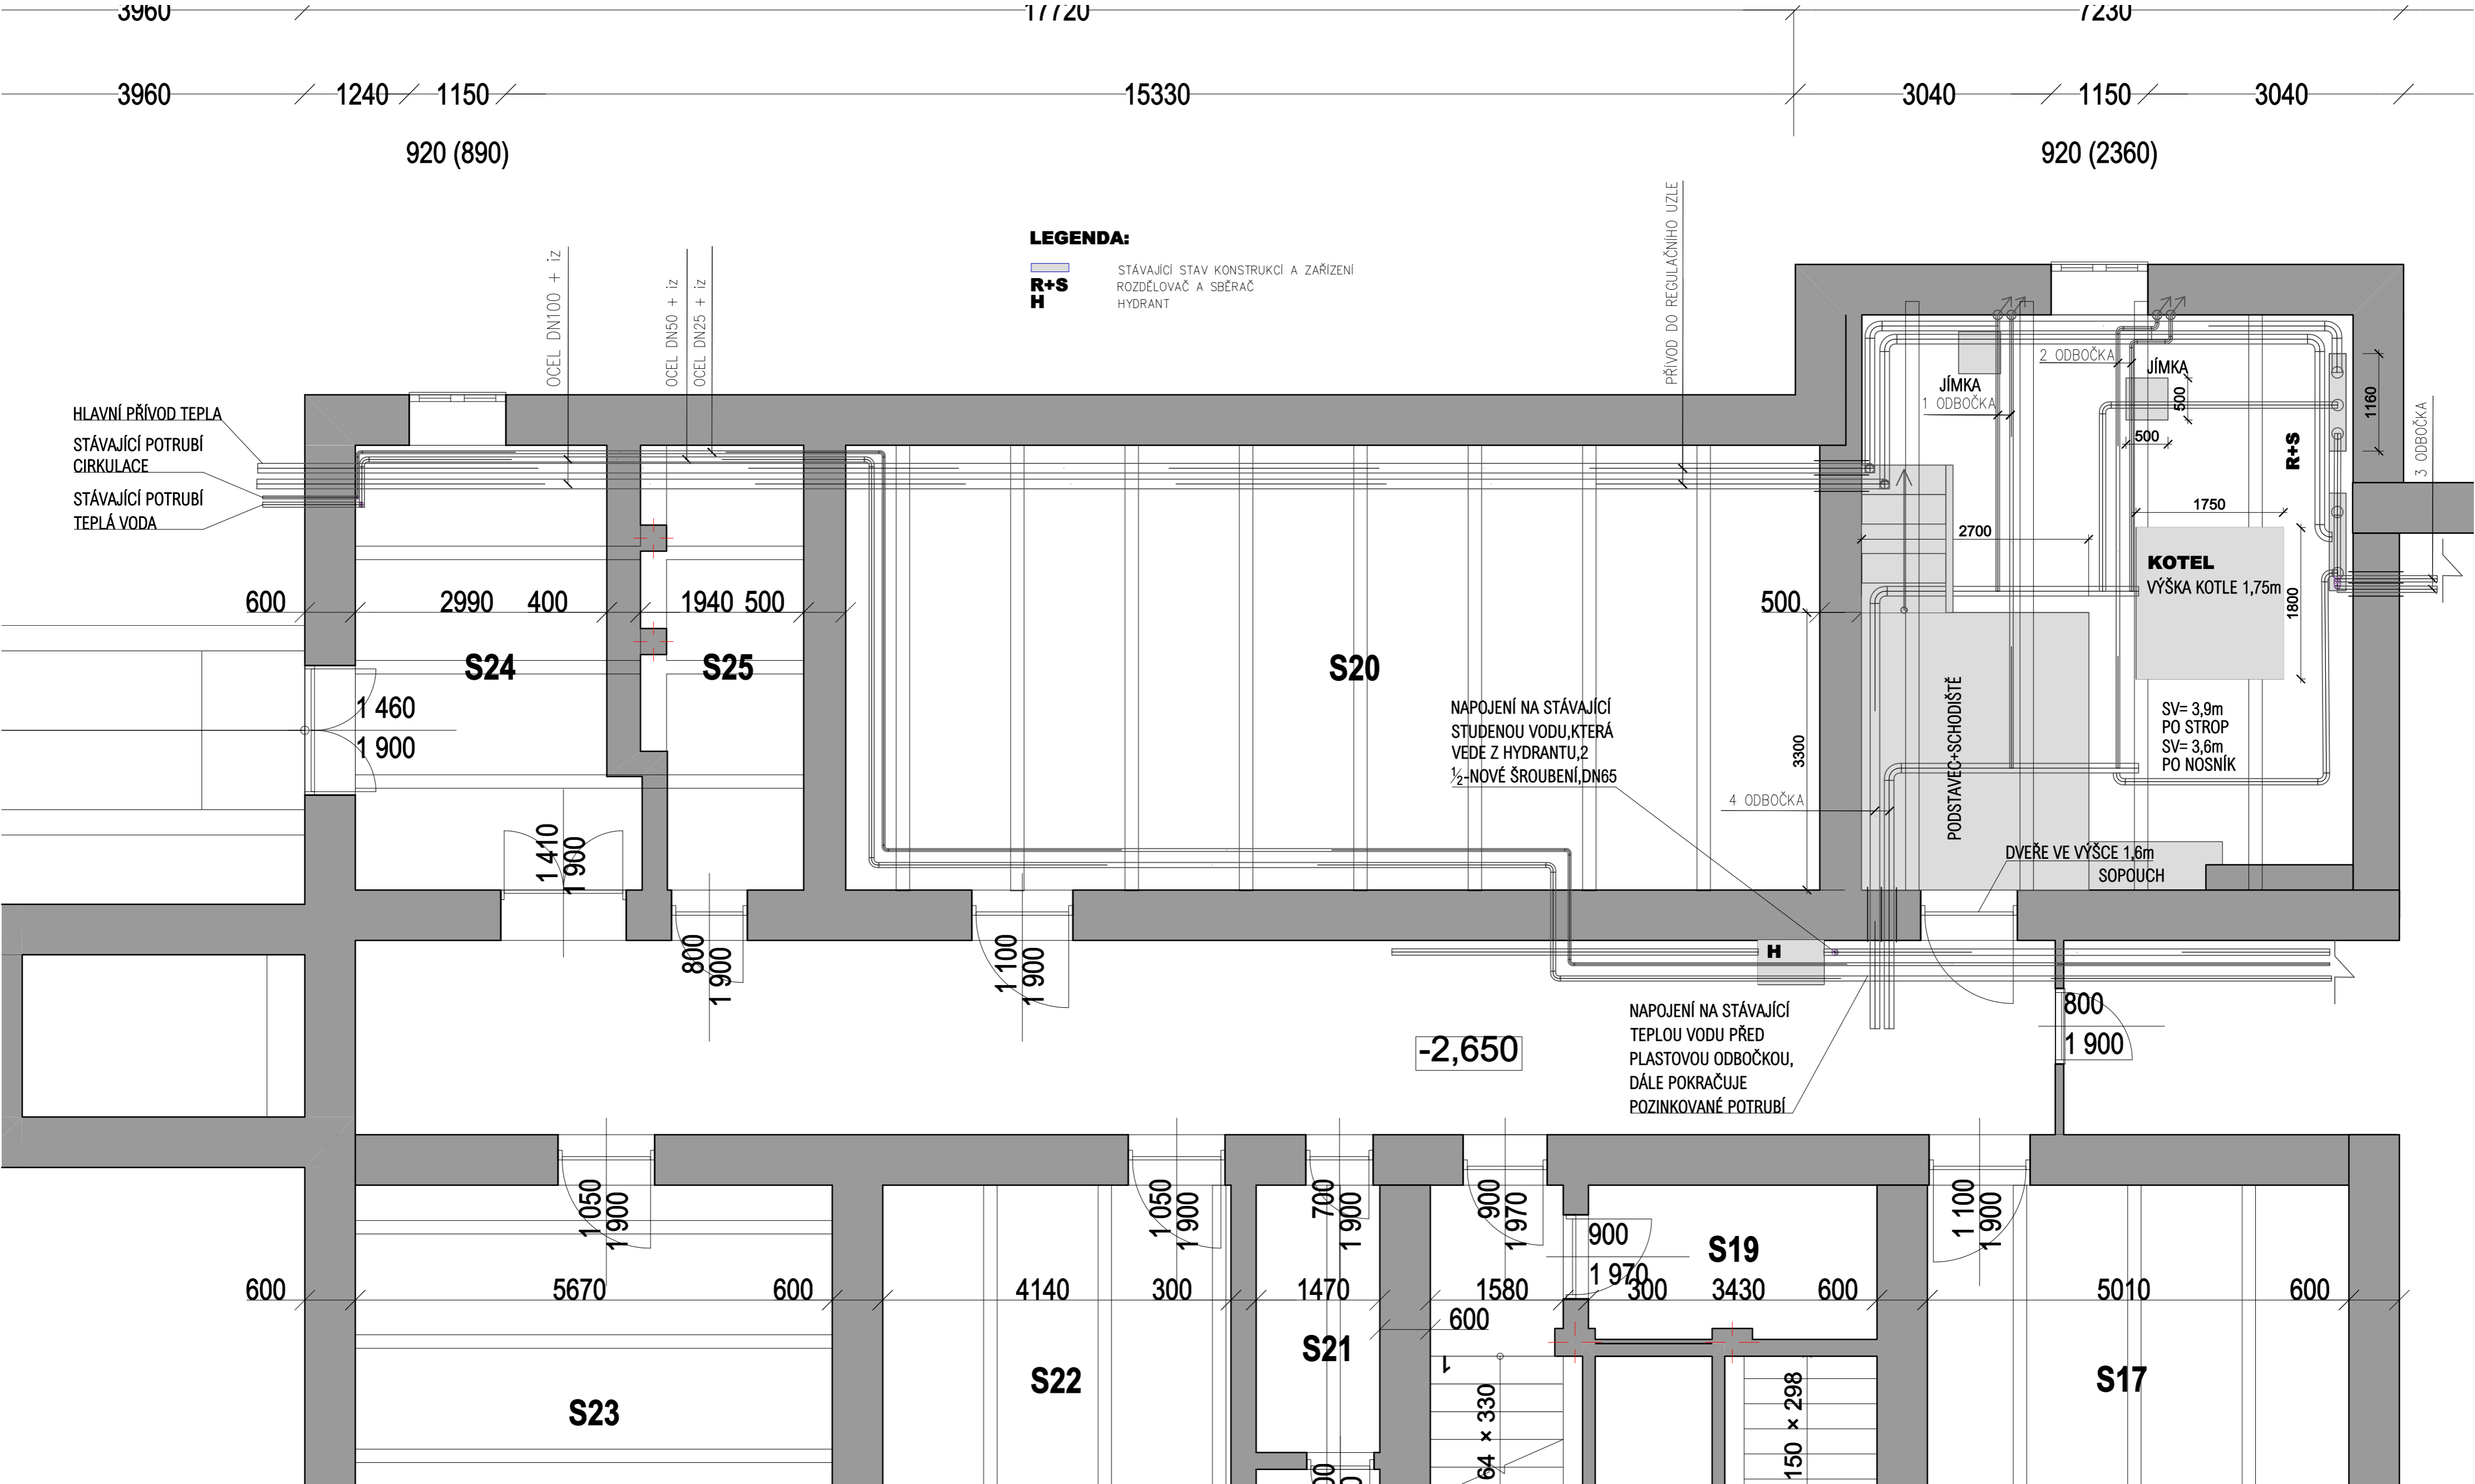 3960 17720 7230
3960 1240 1150 15330 3040 1150 3040
920 (890) 920 (2360)
LEGENDA:
STÁVAJÍCÍ STAV KONSTRUKCÍ A ZAŘÍZENÍ
R+S ROZDĚLOVAČ A SBĚRAČ
H HYDRANT
OCEL DN100 + iz
OCEL DN50 + iz
OCEL DN25 + iz
PŘÍVOD DO REGULAČNÍHO UZLE
HLAVNÍ PŘÍVOD TEPLA
STÁVAJÍCÍ POTRUBÍ
CIRKULACE
STÁVAJÍCÍ POTRUBÍ
TEPLÁ VODA
2 ODBOČKA
JÍMKA
JÍMKA
1 ODBOČKA
500
500
1160
R+S
3 ODBOČKA
1750
2700
KOTEL
VÝŠKA KOTLE 1,75m
1800
600 2990 400 1940 500 500
S24
S25
S20
1 460
1 900
NAPOJENÍ NA STÁVAJÍCÍ
STUDENOU VODU,KTERÁ
VEDE Z HYDRANTU,2
½-NOVÉ ŠROUBENÍ,DN65
3300
4 ODBOČKA
PODSTAVEC+SCHODIŠTĚ
SV= 3,9m
PO STROP
SV= 3,6m
PO NOSNÍK
DVEŘE VE VÝŠCE 1,6m
SOPOUCH
1 410
1 900
800
1 900
1 100
1 900
H
NAPOJENÍ NA STÁVAJÍCÍ
TEPLOU VODU PŘED
PLASTOVOU ODBOČKOU,
DÁLE POKRAČUJE
POZINKOVANÉ POTRUBÍ
-2,650
800
1 900
1 050
1 900
1 050
1 900
700
1 900
900
1 970
900
1 970
S19
1 100
1 900
600 5670 600 4140 300 1470 1580 300 3430 600 5010 600
600
S21
S22
S23
S17
1
64 × 330
150 × 298